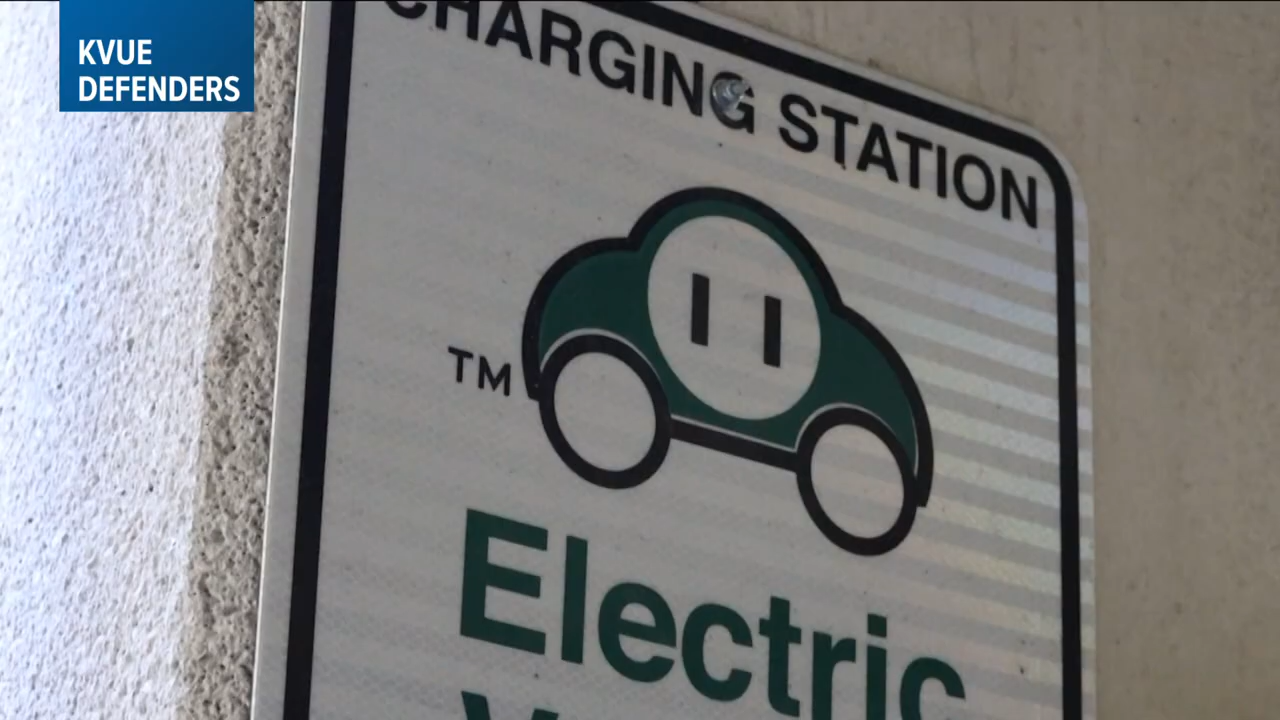 KVUE
DEFENDERS
CHARGING STATION
TM
Electric